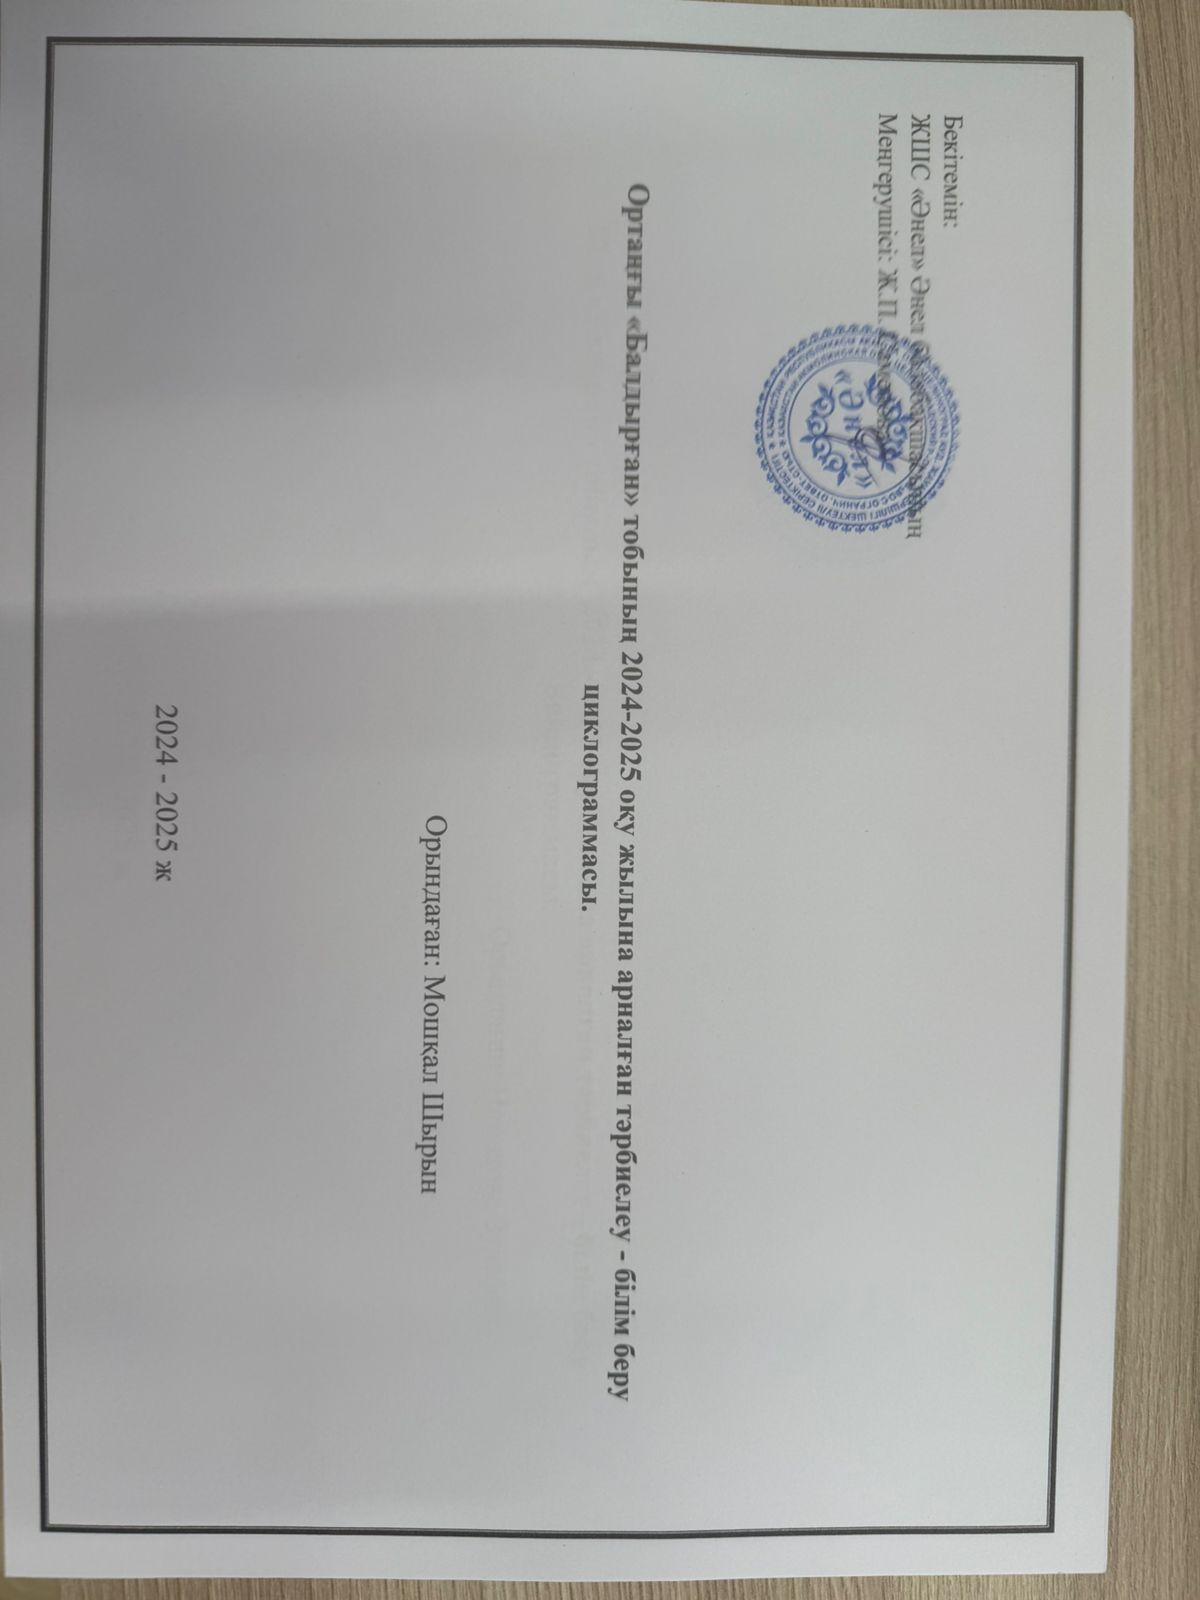 Бекітемін:
ЖШС «Әнел» Әнел
Меңгерушісі: Ж.П.
«Әнел»
Ортаңғы «Балдырған» тобының 2024-2025 оқу жылына арналған тәрбиелеу - білім беру
циклограммасы.
Орындаған: Мошқал Шырын
2024 - 2025 ж